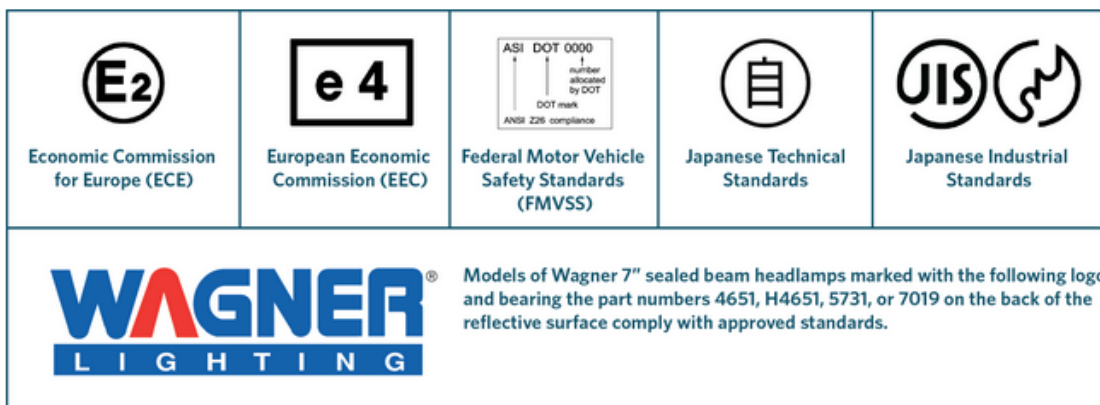 E2
Economic Commission
for Europe (ECE)
e 4
European Economic
Commission (EEC)
ASI DOT 0000
number
allocated
by DOT
DOT mark
ANSI Z26 compliance
Federal Motor Vehicle
Safety Standards
(FMVSS)
自
Japanese Technical
Standards
JIS
Japanese Industrial
Standards
WAGNER®
LIGHTING
Models of Wagner 7" sealed beam headlamps marked with the following logo
and bearing the part numbers 4651, H4651, 5731, or 7019 on the back of the
reflective surface comply with approved standards.